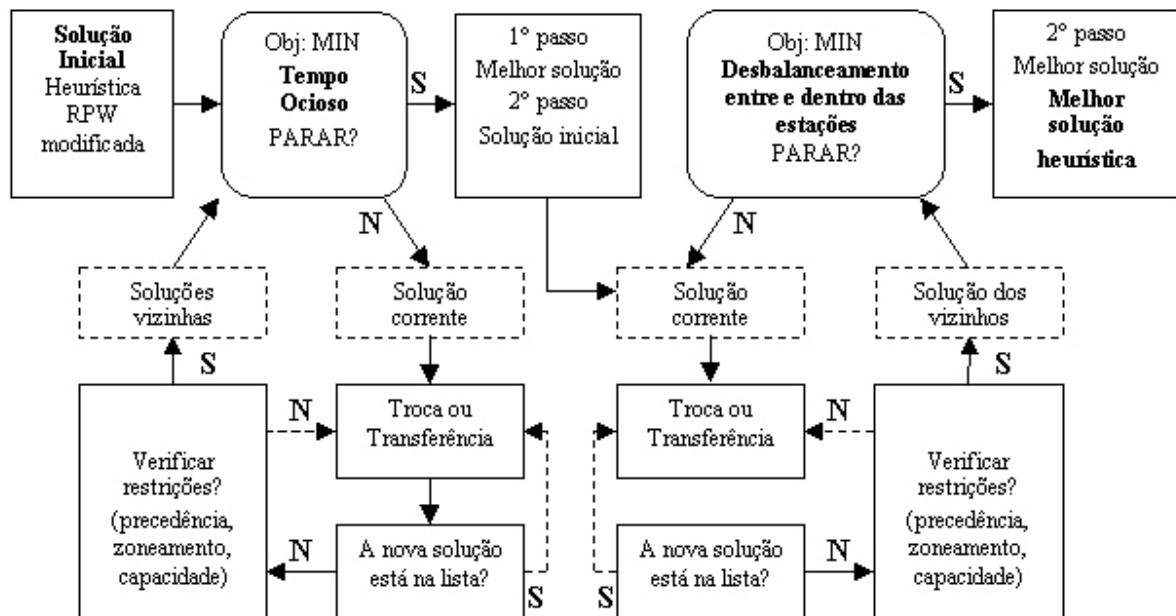 Solução
Inicial
Heurística
RPW
modificada
Obj: MIN
Tempo
Ocioso
PARAR?
S
N
1° passo
Melhor solução
2° passo
Solução inicial
Obj: MIN
Desbalanceamento
entre e dentro das
estações
PARAR?
S
N
2° passo
Melhor solução
Melhor
solução
heurística
Soluções
vizinhas
Solução
corrente
Solução
corrente
Solução dos
vizinhos
S
S
Verificar
restrições?
(precedência,
zoneamento,
capacidade)
N
Troca ou
Transferência
Troca ou
Transferência
N
Verificar
restrições?
(precedência,
zoneamento,
capacidade)
N
A nova solução
está na lista?
S
S
A nova solução
está na lista?
N